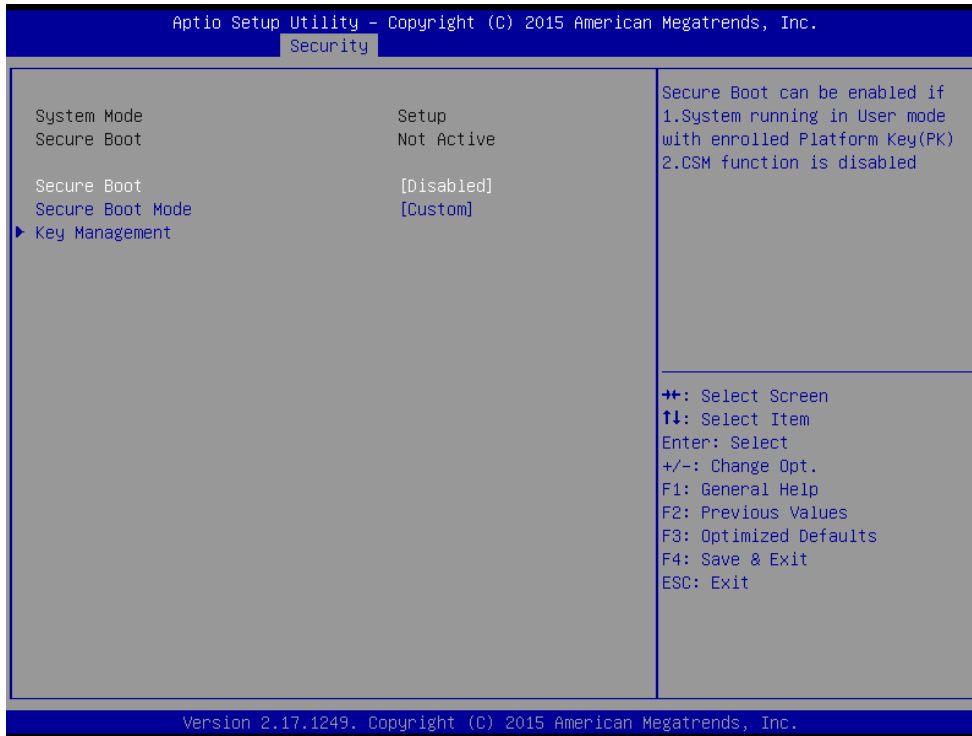 Aptio Setup Utility – Copyright (C) 2015 American Megatrends, Inc.
Security
System Mode Setup
Secure Boot Not Active
Secure Boot [Disabled]
Secure Boot Mode [Custom]
▶ Key Management
Secure Boot can be enabled if
1.System running in User mode
with enrolled Platform Key(PK)
2.CSM function is disabled
→←: Select Screen
↑↓: Select Item
Enter: Select
+/-: Change Opt.
F1: General Help
F2: Previous Values
F3: Optimized Defaults
F4: Save & Exit
ESC: Exit
Version 2.17.1249. Copyright (C) 2015 American Megatrends, Inc.